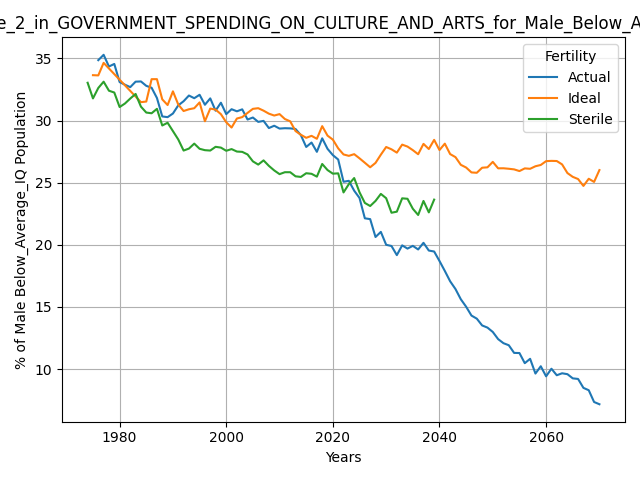 e_2_in_GOVERNMENT_SPENDING_ON_CULTURE_AND_ARTS_for_Male_Below_A
Fertility
Actual
Ideal
Sterile
% of Male Below_Average_IQ Population
35
30
25
20
15
10
1980 2000 2020 2040 2060
Years